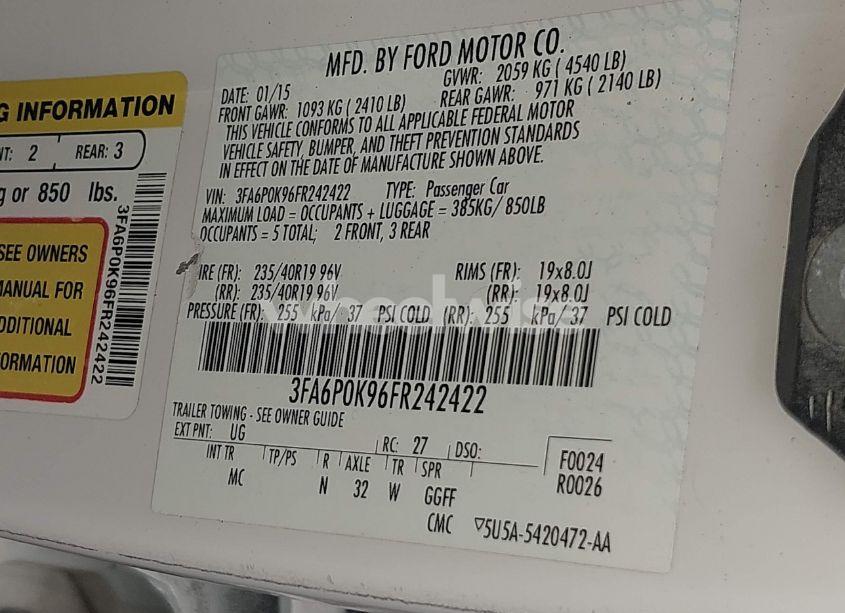 MFD. BY FORD MOTOR CO.
DATE: 01/15 GVWR: 2059 KG ( 4540 LB)
FRONT GAWR: 1093 KG ( 2410 LB) REAR GAWR: 971 KG ( 2140 LB)
THIS VEHICLE CONFORMS TO ALL APPLICABLE FEDERAL MOTOR
VEHICLE SAFETY, BUMPER, AND THEFT PREVENTION STANDARDS
IN EFFECT ON THE DATE OF MANUFACTURE SHOWN ABOVE.
VIN: 3FA6P0K96FR242422 TYPE: Passenger Car
MAXIMUM LOAD = OCCUPANTS + LUGGAGE = 385KG/ 850LB
OCCUPANTS = 5 TOTAL; 2 FRONT, 3 REAR
IRE (FR): 235/40R19 96V RIMS (FR): 19x8.0J
(RR): 235/40R19 96V (RR): 19x8.0J
PRESSURE (FR): 255 kPa/ 37 PSI COLD (RR): 255 kPa/ 37 PSI COLD
3FA6P0K96FR242422
TRAILER TOWING - SEE OWNER GUIDE
EXT PNT: UG RC: 27 DSO:
INT TR TP/PS R AXLE TR SPR
MC N 32 W GGFF
F0024
R0026
CMC ▽5U5A-5420472-AA
G INFORMATION
NT: 2 REAR: 3
g or 850 lbs.
SEE OWNERS
MANUAL FOR
DDITIONAL
FORMATION
3FA6P0K96FR242422